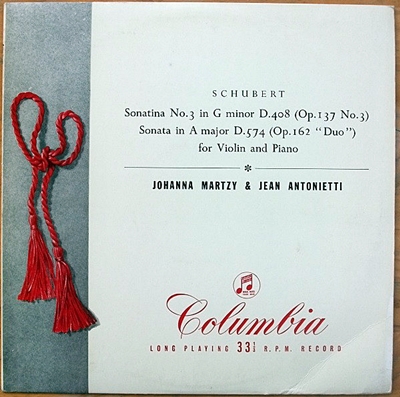 SCHUBERT
Sonatina No.3 in G minor D.408 (Op.137 No.3)
Sonata in A major D.574 (Op.162 "Duo")
for Violin and Piano
JOHANNA MARTZY & JEAN ANTONIETTI
Columbia
LONG PLAYING 33⅓ R.P.M. RECORD